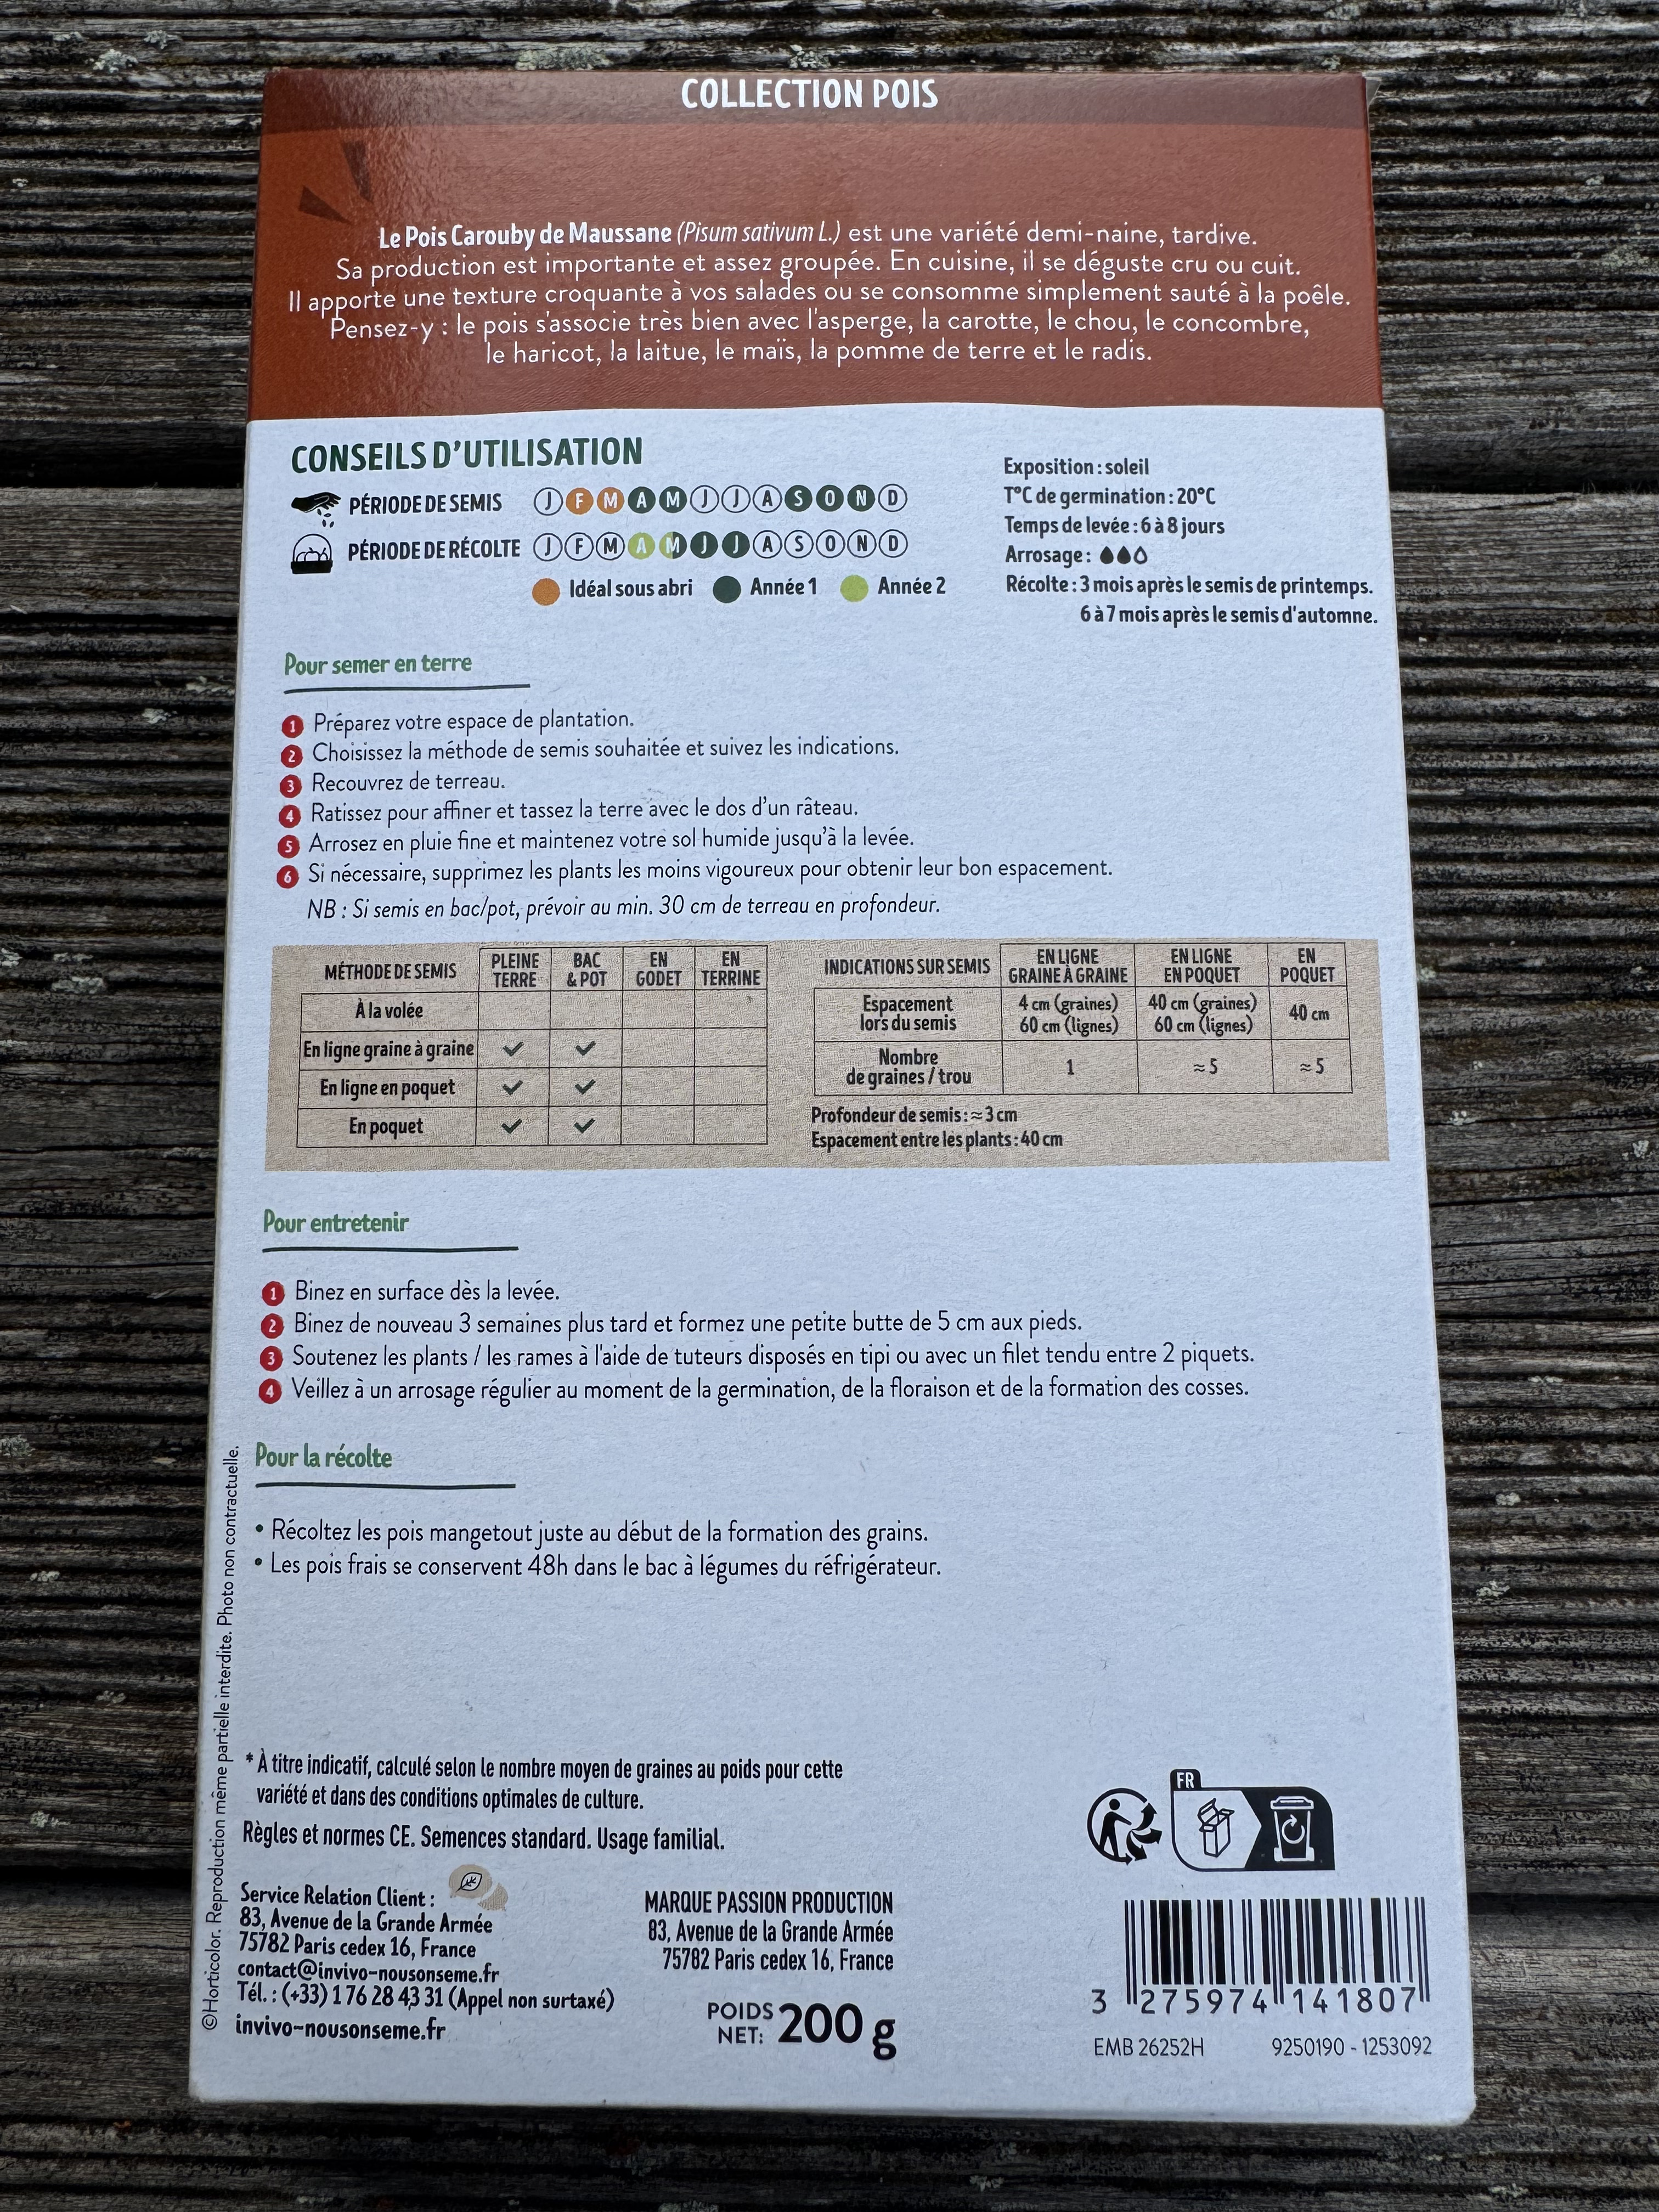 COLLECTION POIS
Le Pois Carouby de Maussane (Pisum sativum L.) est une variété demi-naine, tardive.
Sa production est importante et assez groupée. En cuisine, il se déguste cru ou cuit.
Il apporte une texture croquante à vos salades ou se consomme simplement sauté à la poêle.
Pensez-y : le pois s'associe très bien avec l'asperge, la carotte, le chou, le concombre,
le haricot, la laitue, le maïs, la pomme de terre et le radis.
CONSEILS D'UTILISATION
PÉRIODE DE SEMIS J F M A M J J A S O N D
PÉRIODE DE RÉCOLTE J F M A M J J A S O N D
Idéal sous abri Année 1 Année 2
Exposition : soleil
T°C de germination : 20°C
Temps de levée : 6 à 8 jours
Arrosage :
Récolte : 3 mois après le semis de printemps.
6 à 7 mois après le semis d'automne.
Pour semer en terre
1 Préparez votre espace de plantation.
2 Choisissez la méthode de semis souhaitée et suivez les indications.
3 Recouvrez de terreau.
4 Ratissez pour affiner et tassez la terre avec le dos d'un râteau.
5 Arrosez en pluie fine et maintenez votre sol humide jusqu'à la levée.
6 Si nécessaire, supprimez les plants les moins vigoureux pour obtenir leur bon espacement.
NB : Si semis en bac/pot, prévoir au min. 30 cm de terreau en profondeur.
MÉTHODE DE SEMIS PLEINE TERRE BAC & POT EN GODET EN TERRINE
À la volée
En ligne graine à graine ✓ ✓
En ligne en poquet ✓ ✓
En poquet ✓ ✓
INDICATIONS SUR SEMIS EN LIGNE GRAINE À GRAINE EN LIGNE EN POQUET EN POQUET
Espacement lors du semis 4 cm (graines) 60 cm (lignes) 40 cm (graines) 60 cm (lignes) 40 cm
Nombre de graines / trou 1 ≈ 5 ≈ 5
Profondeur de semis : ≈ 3 cm
Espacement entre les plants : 40 cm
Pour entretenir
1 Binez en surface dès la levée.
2 Binez de nouveau 3 semaines plus tard et formez une petite butte de 5 cm aux pieds.
3 Soutenez les plants / les rames à l'aide de tuteurs disposés en tipi ou avec un filet tendu entre 2 piquets.
4 Veillez à un arrosage régulier au moment de la germination, de la floraison et de la formation des cosses.
Pour la récolte
• Récoltez les pois mangetout juste au début de la formation des grains.
• Les pois frais se conservent 48h dans le bac à légumes du réfrigérateur.
©Horticolor. Reproduction même partielle interdite. Photo non contractuelle.
* À titre indicatif, calculé selon le nombre moyen de graines au poids pour cette
variété et dans des conditions optimales de culture.
Règles et normes CE. Semences standard. Usage familial.
Service Relation Client :
83, Avenue de la Grande Armée
75782 Paris cedex 16, France
contact@invivo-nousonseme.fr
Tél. : (+33) 1 76 28 43 31 (Appel non surtaxé)
invivo-nousonseme.fr
MARQUE PASSION PRODUCTION
83, Avenue de la Grande Armée
75782 Paris cedex 16, France
POIDS NET: 200 g
FR
3 275974 141807
EMB 26252H 9250190 - 1253092